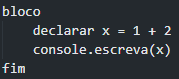 bloco
    declarar x = 1 + 2
    console.escreva(x)
fim